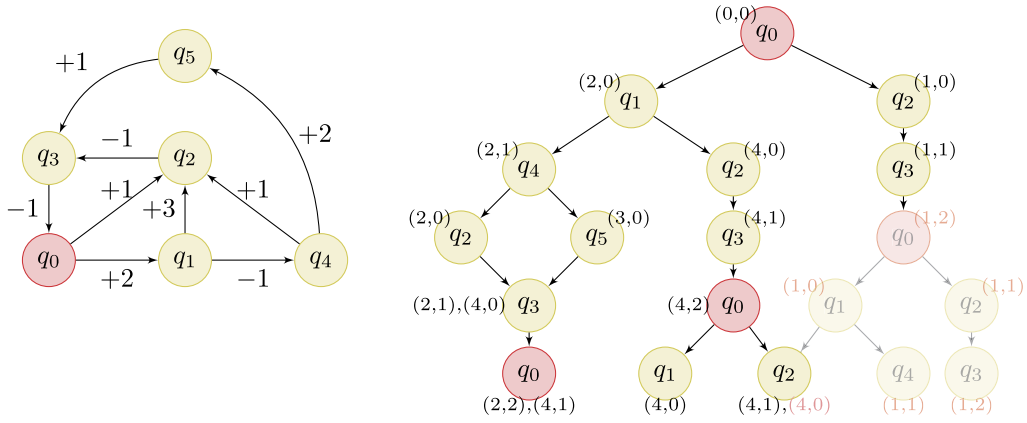 (0,0)
q0
q5
+1
(2,0)
q1
q2
(1,0)
+2
−1
q3
q2
(2,1)
q4
q2
(4,0)
q3
(1,1)
+1
+3
+1
−1
(2,0)
q2
q5
(3,0)
q3
(4,1)
q0
(1,2)
q0
q1
q4
+2
−1
(2,1),(4,0)
q3
(4,2)
q0
(1,0)
q1
q2
(1,1)
q0
q1
q2
q4
q3
(2,2),(4,1)
(4,0)
(4,1),(4,0)
(1,1)
(1,2)